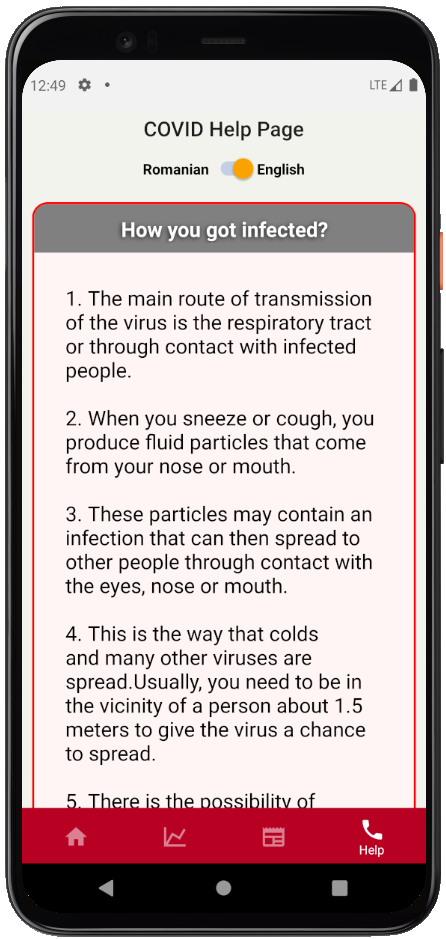 12:49
LTE
COVID Help Page
Romanian English
How you got infected?
1. The main route of transmission
of the virus is the respiratory tract
or through contact with infected
people.
2. When you sneeze or cough, you
produce fluid particles that come
from your nose or mouth.
3. These particles may contain an
infection that can then spread to
other people through contact with
the eyes, nose or mouth.
4. This is the way that colds
and many other viruses are
spread.Usually, you need to be in
the vicinity of a person about 1.5
meters to give the virus a chance
to spread.
5. There is the possibility of
Help